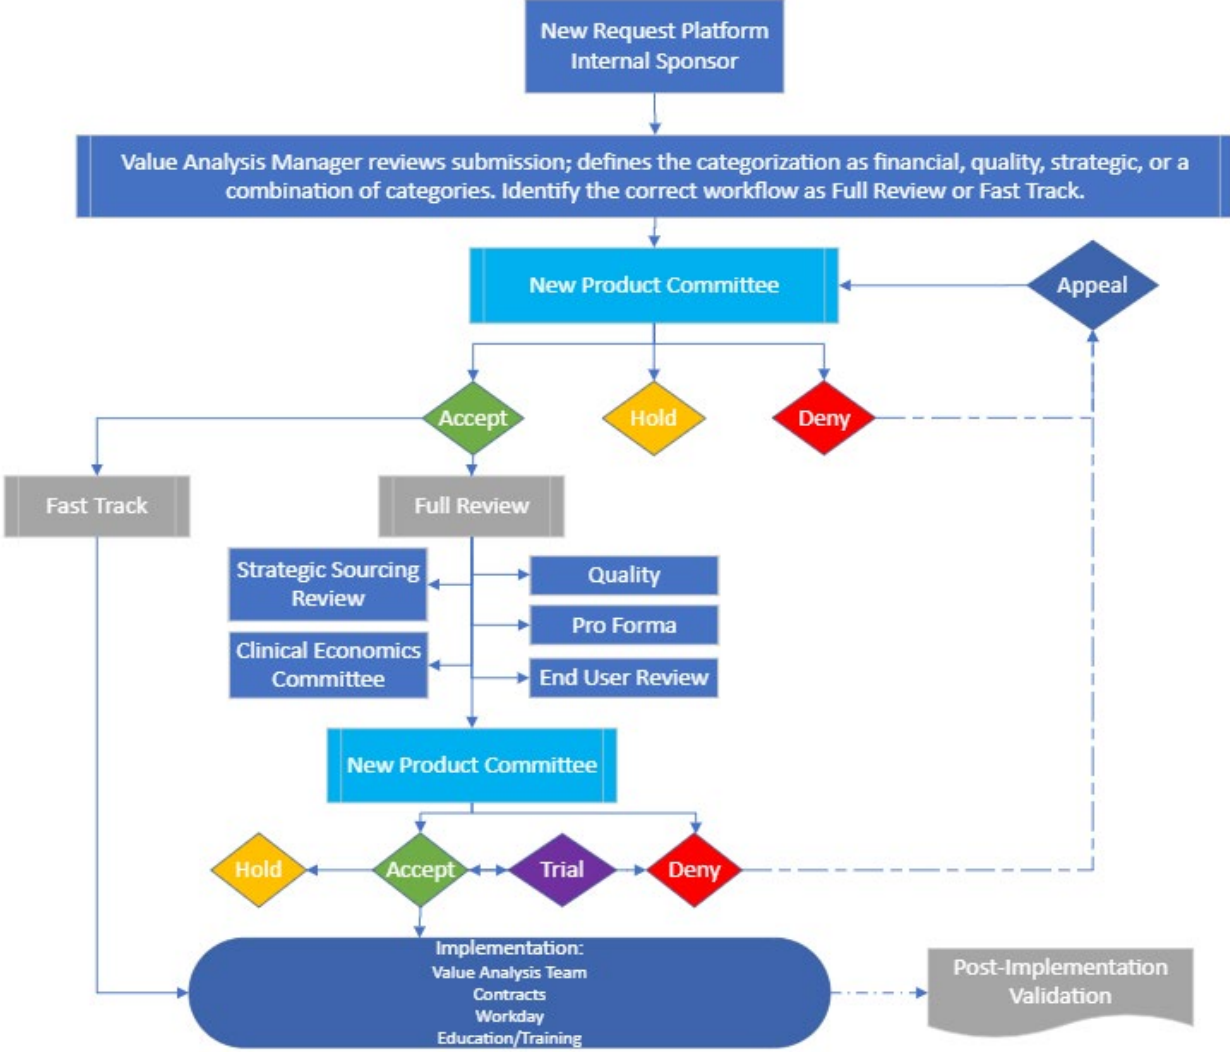 New Request Platform
Internal Sponsor
Value Analysis Manager reviews submission; defines the categorization as financial, quality, strategic, or a
combination of categories. Identify the correct workflow as Full Review or Fast Track.
New Product Committee
Appeal
Accept
Hold
Deny
Fast Track
Full Review
Strategic Sourcing
Review
Quality
Pro Forma
Clinical Economics
Committee
End User Review
New Product Committee
Hold
Accept
Trial
Deny
Implementation:
Value Analysis Team
Contracts
Workday
Education/Training
Post-Implementation
Validation